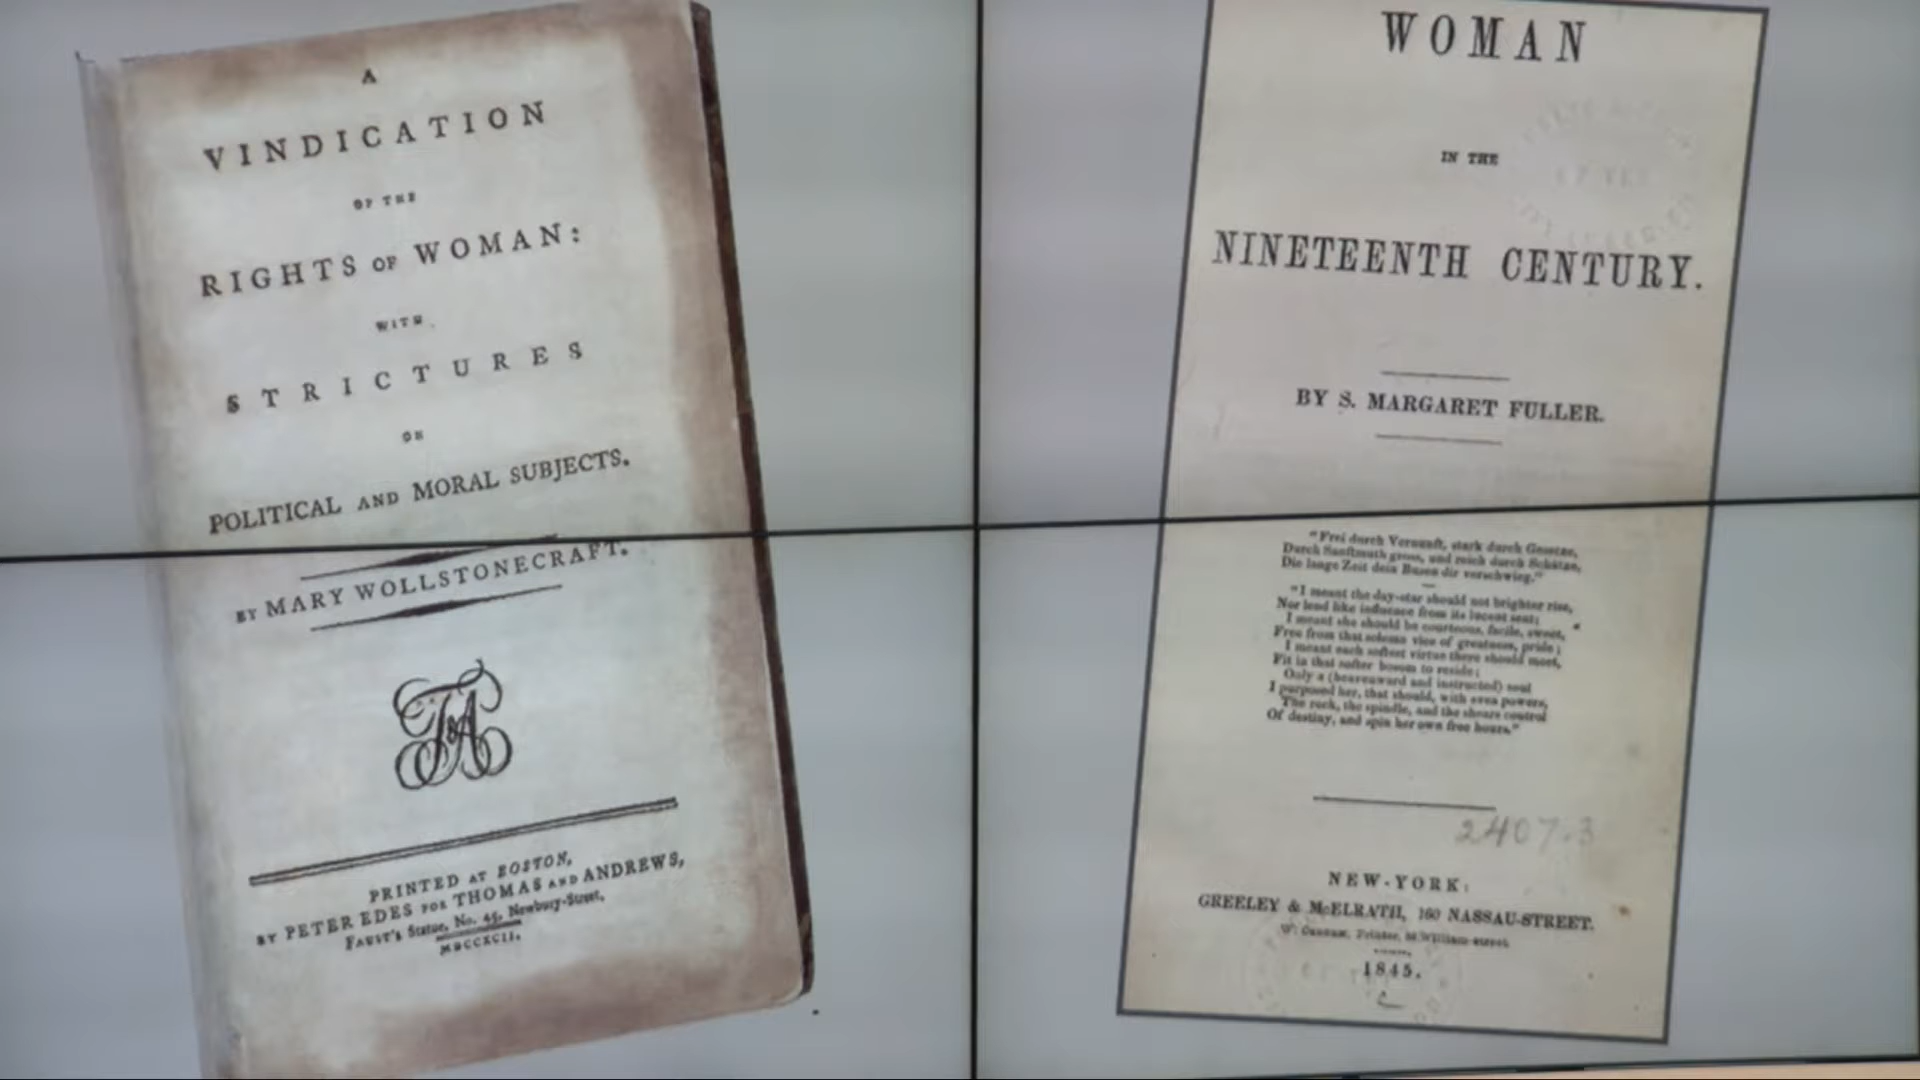 A
VINDICATION
OF THE
RIGHTS OF WOMAN:
WITH
STRICTURES
ON
POLITICAL AND MORAL SUBJECTS.
BY MARY WOLLSTONECRAFT.
T&A
PRINTED AT BOSTON,
BY PETER EDES FOR THOMAS AND ANDREWS,
FAUST'S Statue, No. 45, Newbury-Street,
MDCCXCII.
WOMAN
IN THE
NINETEENTH CENTURY.
BY S. MARGARET FULLER.
"Frei durch Vernunft, stark durch Gesetze,
Durch Sanftmuth gross, und reich durch Schätze,
Die lange Zeit dein Busen dir verschwieg."
"I meant the day-star should not brighter rise,
Nor lend like influence from its lucent seat;
I meant she should be courteous, facile, sweet,
Free from that solemn vice of greatness, pride;
I meant each softest virtue there should meet,
Fit in that softer bosom to reside;
Only a (heavenward and instructed) soul
I purposed her, that should, with even powers,
The rock, the spindle, and the shears control
Of destiny, and spin her own free hours."
2407.3
NEW-YORK:
GREELEY & McELRATH, 160 NASSAU-STREET.
Printer, William-street
1845.